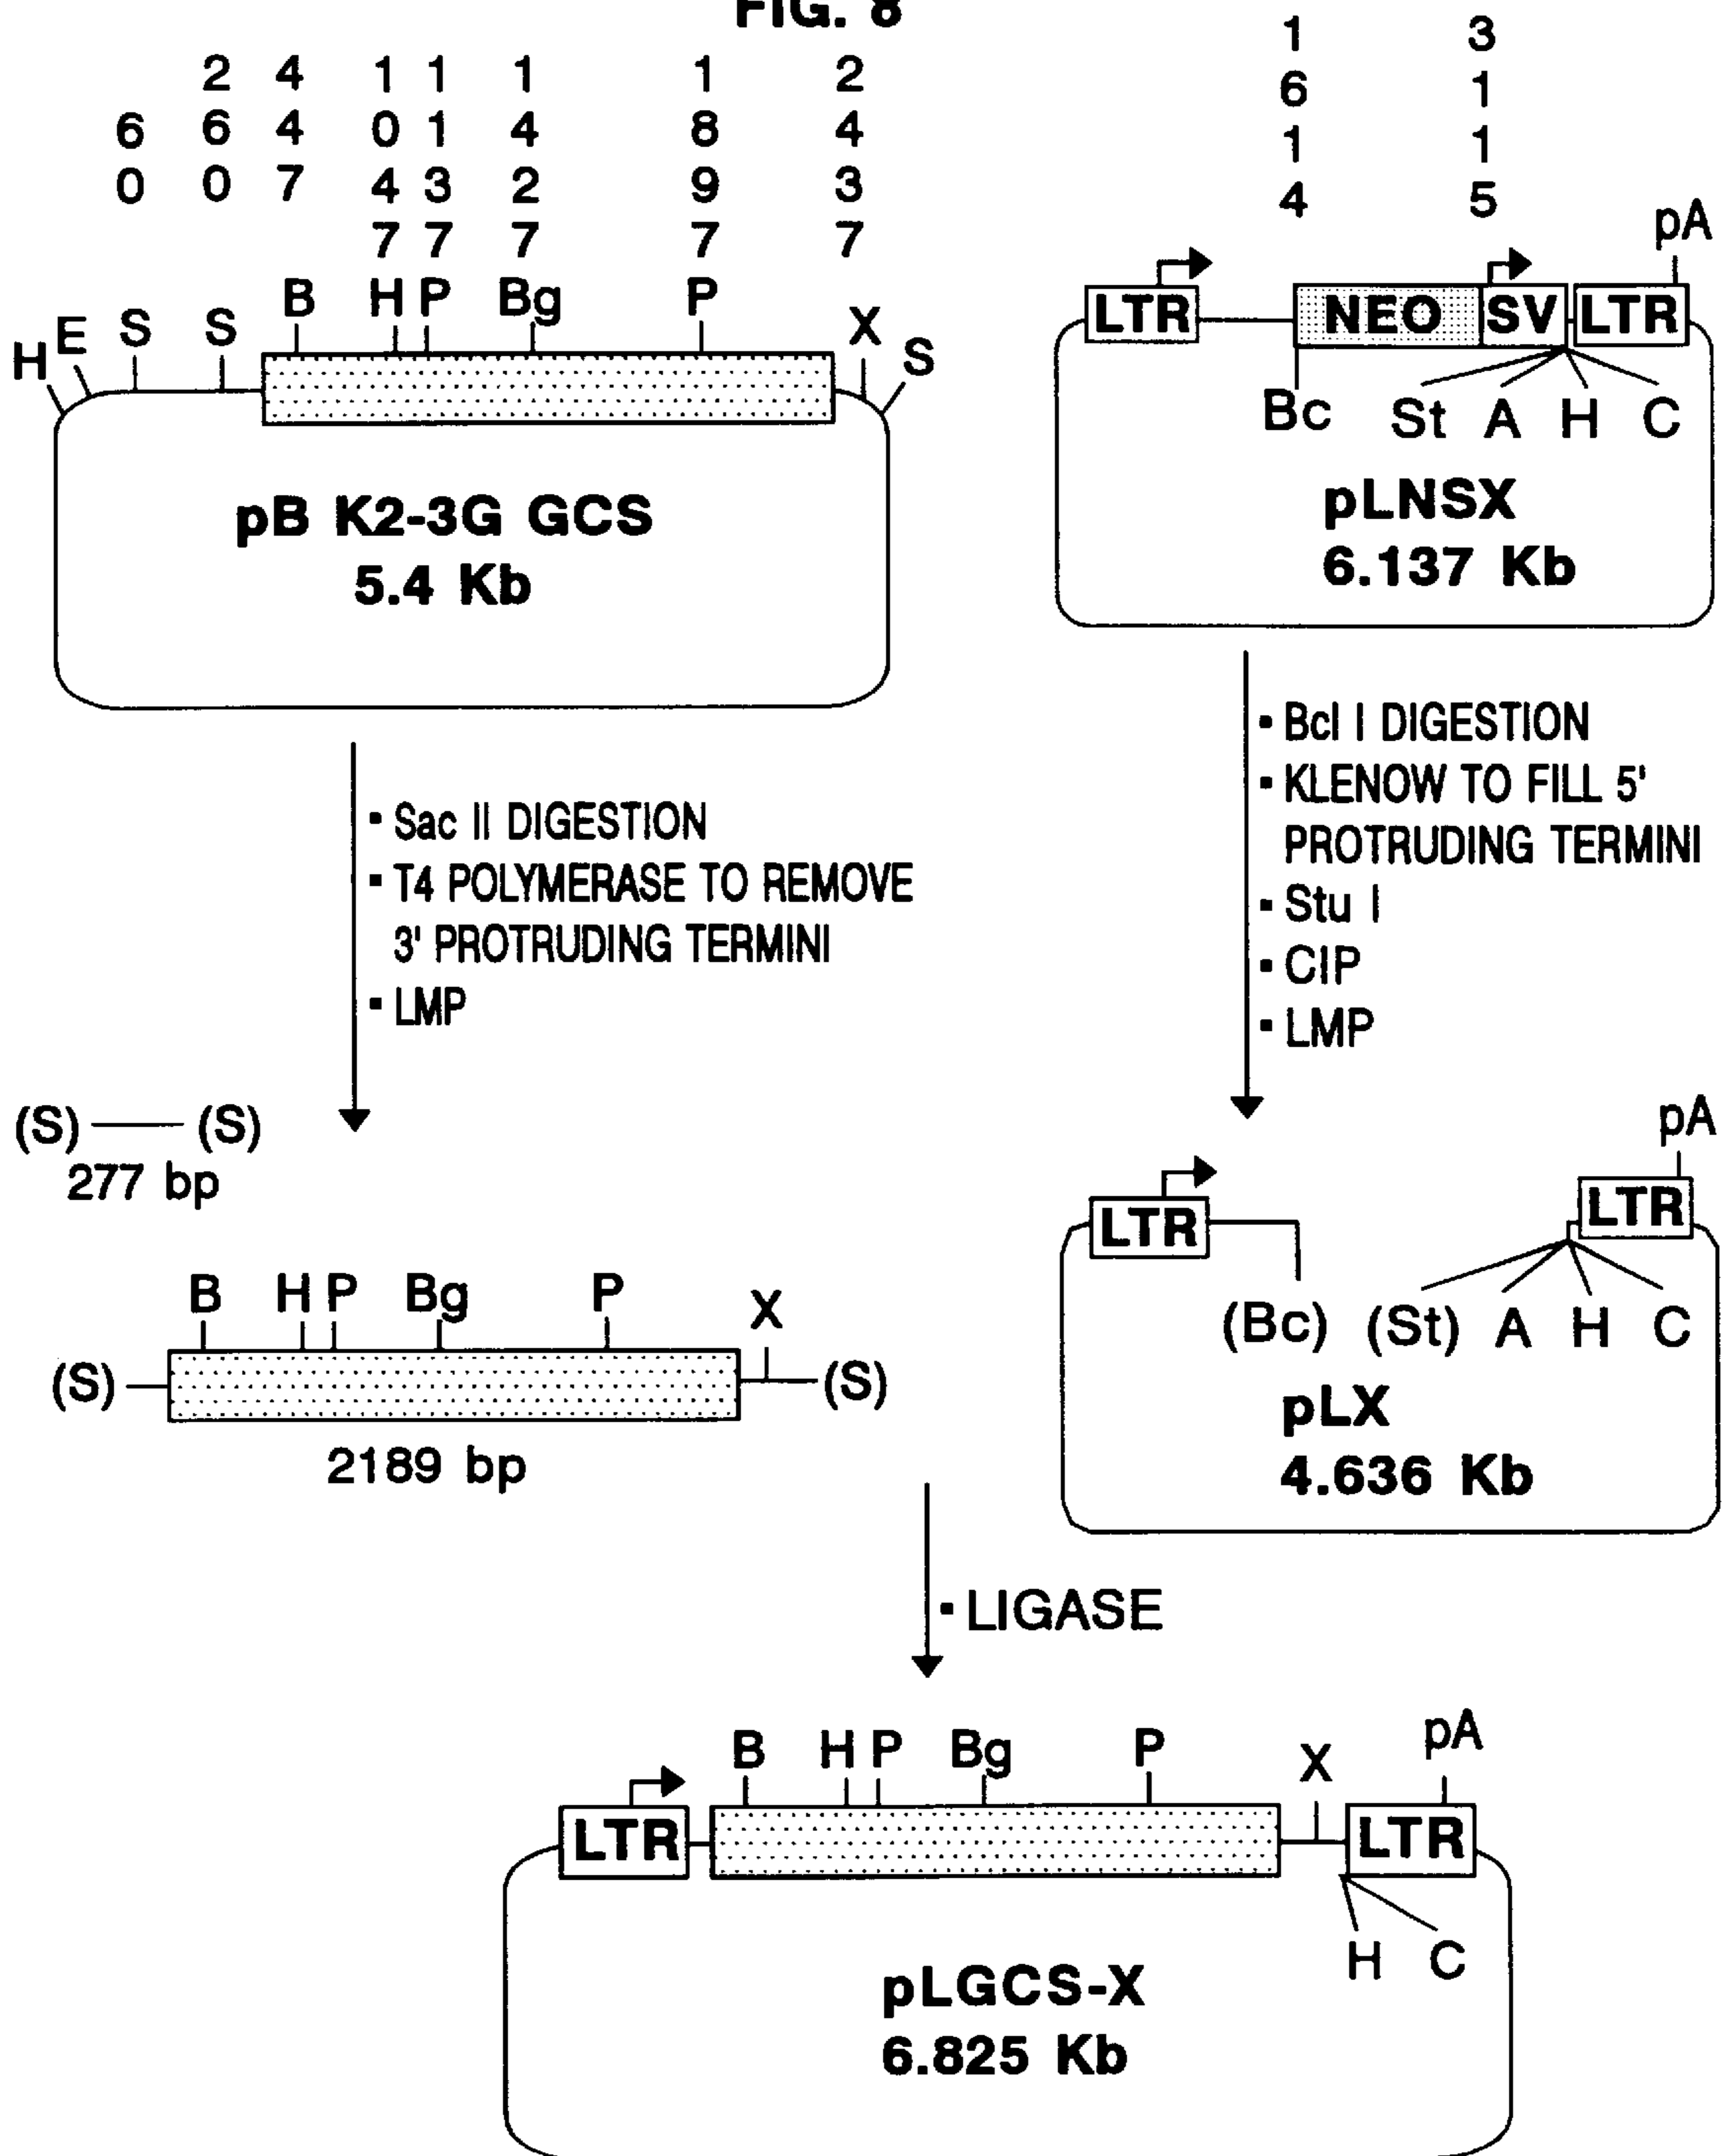 FIG. 8
60 260 447 1047 1137 1427 1897 2437
H E S S B H P Bg P X S
pB K2-3G GCS
5.4 Kb
1614 3115
pA
LTR NEO SV LTR
Bc St A H C
pLNSX
6.137 Kb
▪ Sac II DIGESTION
▪ T4 POLYMERASE TO REMOVE
3' PROTRUDING TERMINI
▪ LMP
▪ Bcl I DIGESTION
▪ KLENOW TO FILL 5'
PROTRUDING TERMINI
▪ Stu I
▪ CIP
▪ LMP
(S) (S)
277 bp
B H P Bg P X
(S) (S)
2189 bp
pA
LTR LTR
(Bc) (St) A H C
pLX
4.636 Kb
▪ LIGASE
B H P Bg P X pA
LTR LTR
H C
pLGCS-X
6.825 Kb